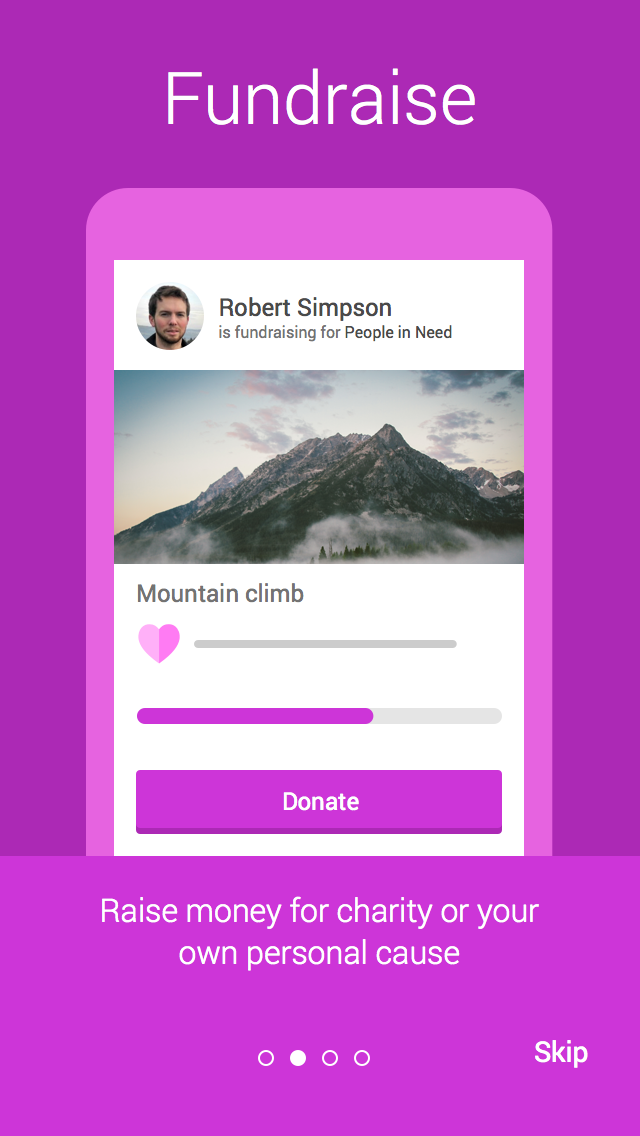 Fundraise
Robert Simpson
is fundraising for People in Need
Mountain climb
Donate
Raise money for charity or your
own personal cause
Skip